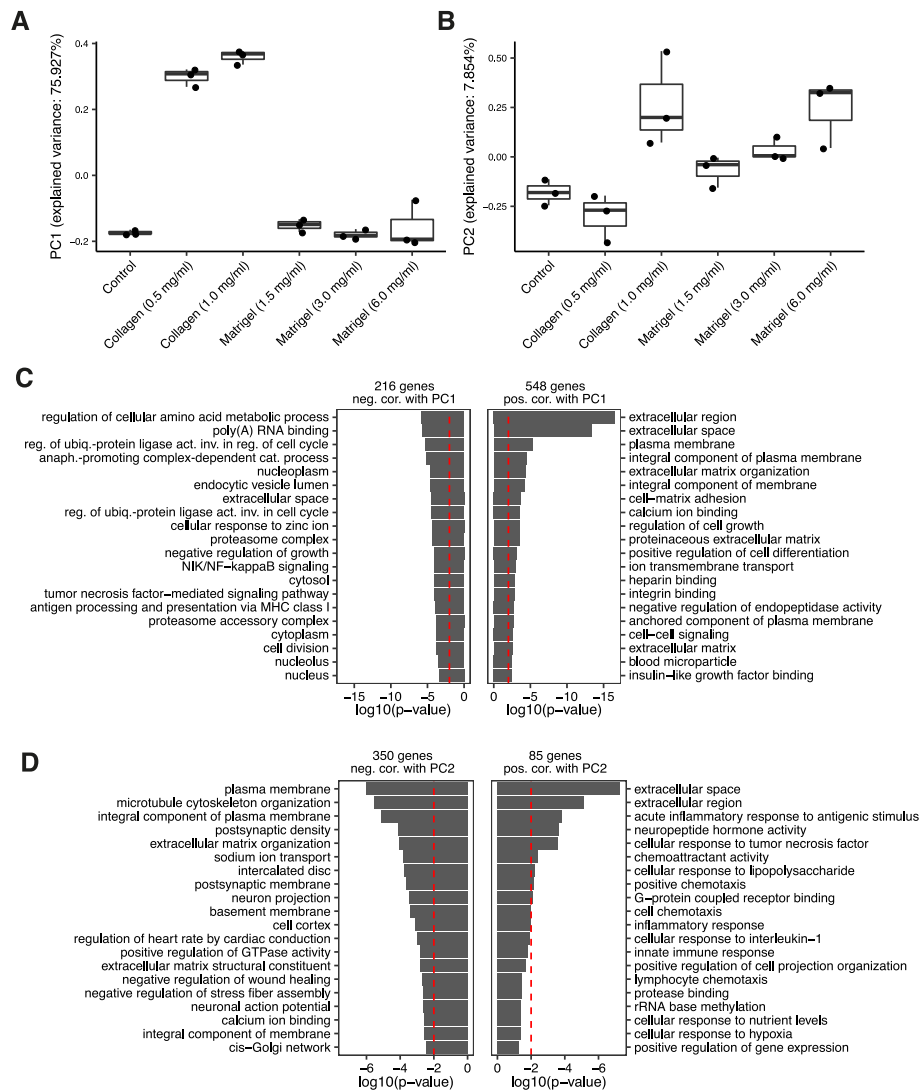 A
PC1 (explained variance: 75.927%)
0.4
0.2
0.0
−0.2
Control
Collagen (0.5 mg/ml)
Collagen (1.0 mg/ml)
Matrigel (1.5 mg/ml)
Matrigel (3.0 mg/ml)
Matrigel (6.0 mg/ml)
B
PC2 (explained variance: 7.854%)
0.50
0.25
0.00
−0.25
Control
Collagen (0.5 mg/ml)
Collagen (1.0 mg/ml)
Matrigel (1.5 mg/ml)
Matrigel (3.0 mg/ml)
Matrigel (6.0 mg/ml)
C
216 genes
neg. cor. with PC1
regulation of cellular amino acid metabolic process
poly(A) RNA binding
reg. of ubiq.-protein ligase act. inv. in reg. of cell cycle
anaph.-promoting complex-dependent cat. process
nucleoplasm
endocytic vesicle lumen
extracellular space
reg. of ubiq.-protein ligase act. inv. in cell cycle
cellular response to zinc ion
proteasome complex
negative regulation of growth
NIK/NF−kappaB signaling
cytosol
tumor necrosis factor−mediated signaling pathway
antigen processing and presentation via MHC class I
proteasome accessory complex
cytoplasm
cell division
nucleolus
nucleus
−15 −10 −5 0
log10(p−value)
548 genes
pos. cor. with PC1
extracellular region
extracellular space
plasma membrane
integral component of plasma membrane
extracellular matrix organization
integral component of membrane
cell−matrix adhesion
calcium ion binding
regulation of cell growth
proteinaceous extracellular matrix
positive regulation of cell differentiation
ion transmembrane transport
heparin binding
integrin binding
negative regulation of endopeptidase activity
anchored component of plasma membrane
cell−cell signaling
extracellular matrix
blood microparticle
insulin−like growth factor binding
0 −5 −10 −15
log10(p−value)
D
350 genes
neg. cor. with PC2
plasma membrane
microtubule cytoskeleton organization
integral component of plasma membrane
postsynaptic density
extracellular matrix organization
sodium ion transport
intercalated disc
postsynaptic membrane
neuron projection
basement membrane
cell cortex
regulation of heart rate by cardiac conduction
positive regulation of GTPase activity
extracellular matrix structural constituent
negative regulation of wound healing
negative regulation of stress fiber assembly
neuronal action potential
calcium ion binding
integral component of membrane
cis−Golgi network
−6 −4 −2 0
log10(p−value)
85 genes
pos. cor. with PC2
extracellular space
extracellular region
acute inflammatory response to antigenic stimulus
neuropeptide hormone activity
cellular response to tumor necrosis factor
chemoattractant activity
cellular response to lipopolysaccharide
positive chemotaxis
G−protein coupled receptor binding
cell chemotaxis
inflammatory response
cellular response to interleukin−1
innate immune response
positive regulation of cell projection organization
lymphocyte chemotaxis
protease binding
rRNA base methylation
cellular response to nutrient levels
cellular response to hypoxia
positive regulation of gene expression
0 −2 −4 −6
log10(p−value)